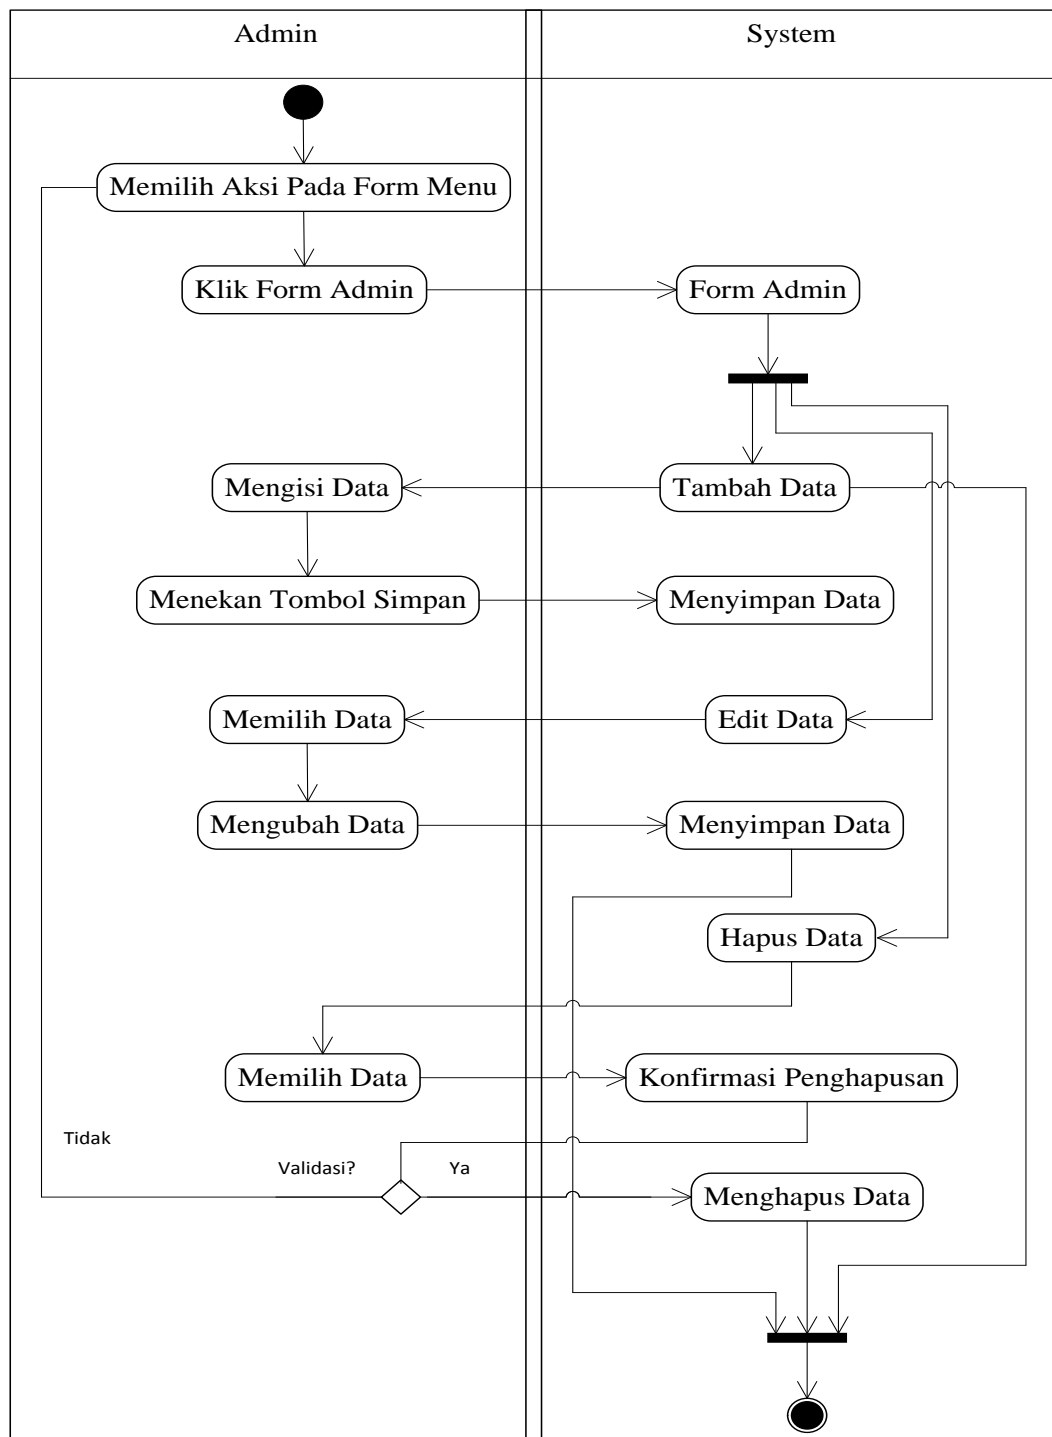 Admin
System
Memilih Aksi Pada Form Menu
Klik Form Admin
Form Admin
Mengisi Data
Tambah Data
Menekan Tombol Simpan
Menyimpan Data
Memilih Data
Edit Data
Mengubah Data
Menyimpan Data
Hapus Data
Memilih Data
Konfirmasi Penghapusan
Tidak
Validasi?
Ya
Menghapus Data